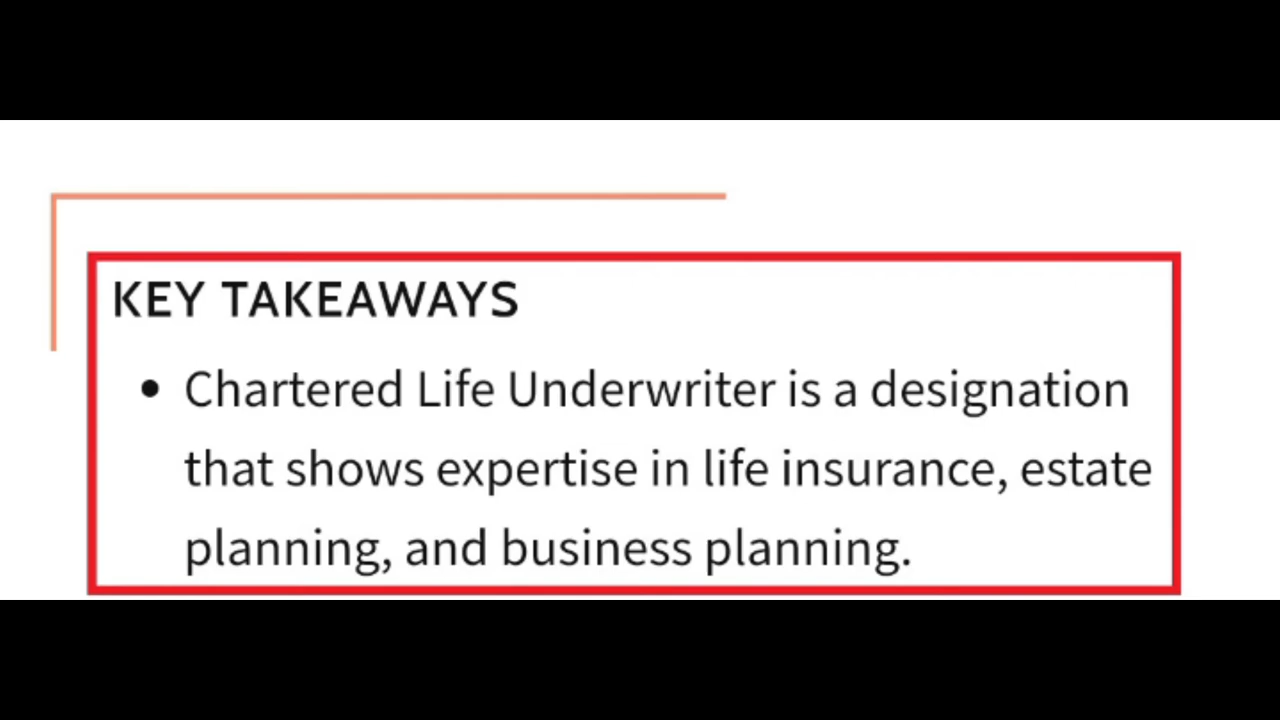 KEY TAKEAWAYS
• Chartered Life Underwriter is a designation
that shows expertise in life insurance, estate
planning, and business planning.